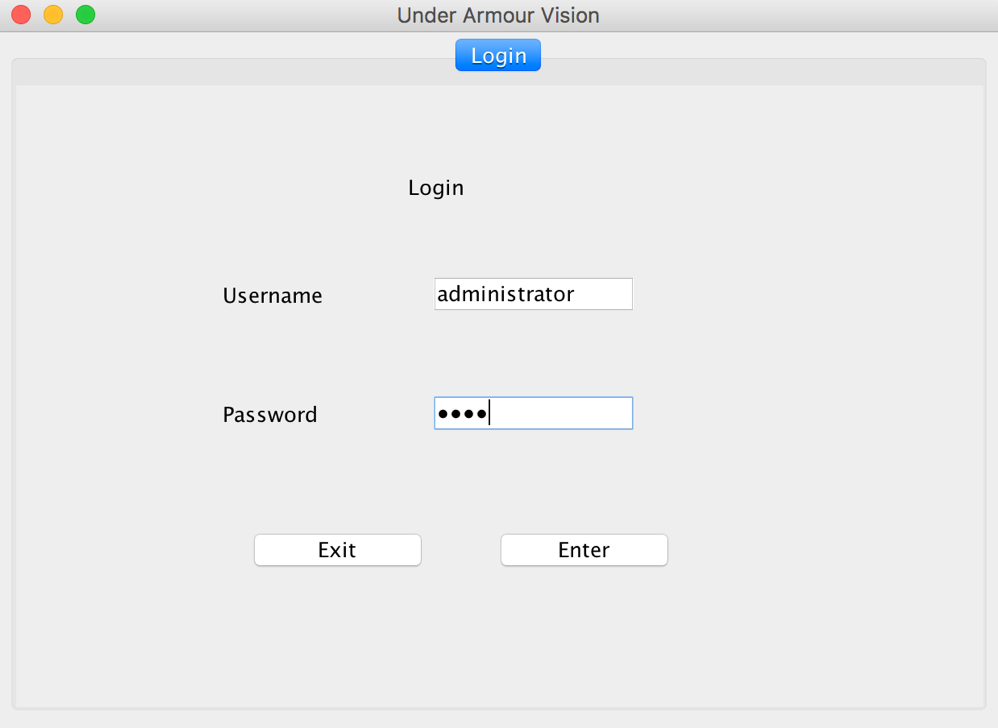 Under Armour Vision
Login
Login
Username
administrator
Password
••••
Exit
Enter